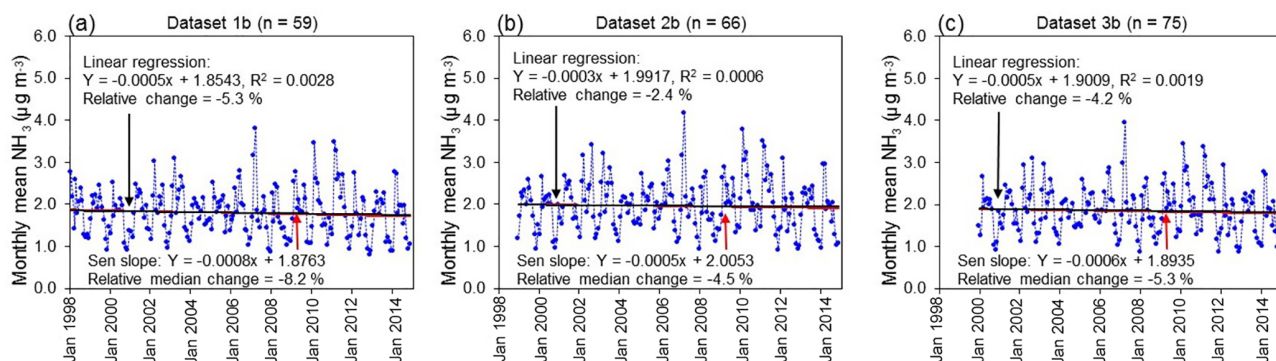 (a) Dataset 1b (n = 59)
Monthly mean NH₃ (µg m⁻³)
6.0
5.0
4.0
3.0
2.0
1.0
0.0
Linear regression:
Y = -0.0005x + 1.8543, R² = 0.0028
Relative change = -5.3 %
Sen slope: Y = -0.0008x + 1.8763
Relative median change = -8.2 %
Jan 1998
Jan 2000
Jan 2002
Jan 2004
Jan 2006
Jan 2008
Jan 2010
Jan 2012
Jan 2014
(b) Dataset 2b (n = 66)
Monthly mean NH₃ (µg m⁻³)
6.0
5.0
4.0
3.0
2.0
1.0
0.0
Linear regression:
Y = -0.0003x + 1.9917, R² = 0.0006
Relative change = -2.4 %
Sen slope: Y = -0.0005x + 2.0053
Relative median change = -4.5 %
Jan 1998
Jan 2000
Jan 2002
Jan 2004
Jan 2006
Jan 2008
Jan 2010
Jan 2012
Jan 2014
(c) Dataset 3b (n = 75)
Monthly mean NH₃ (µg m⁻³)
6.0
5.0
4.0
3.0
2.0
1.0
0.0
Linear regression:
Y = -0.0005x + 1.9009, R² = 0.0019
Relative change = -4.2 %
Sen slope: Y = -0.0006x + 1.8935
Relative median change = -5.3 %
Jan 1998
Jan 2000
Jan 2002
Jan 2004
Jan 2006
Jan 2008
Jan 2010
Jan 2012
Jan 2014